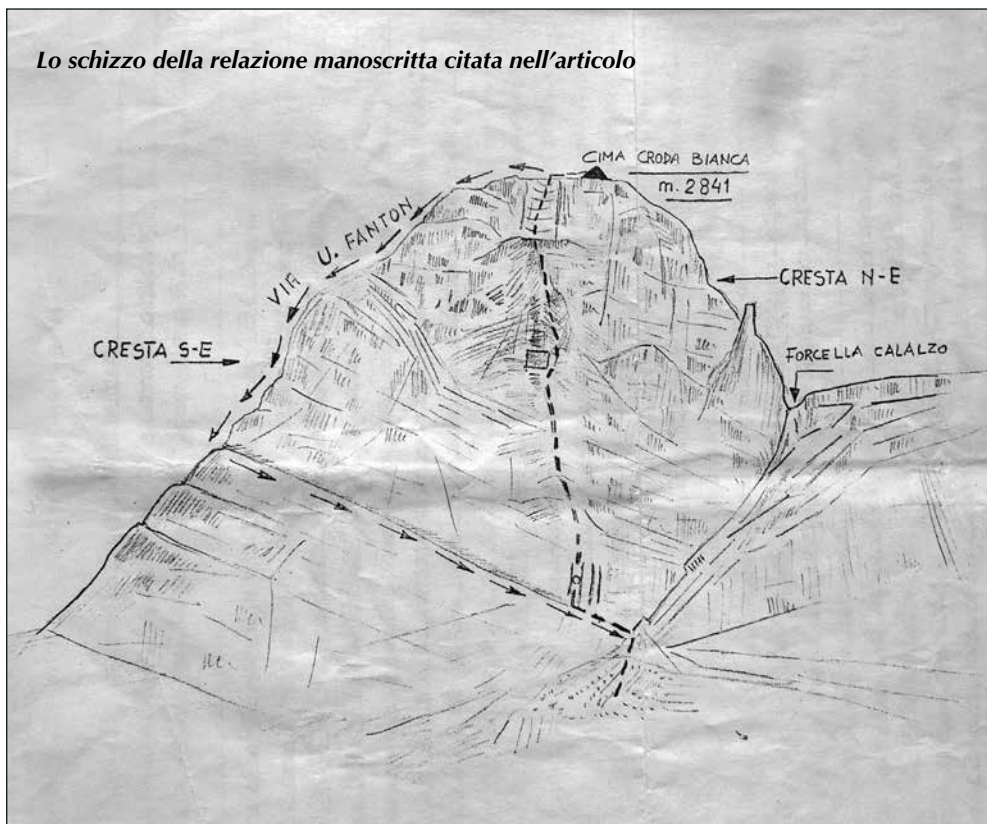 Lo schizzo della relazione manoscritta citata nell'articolo
CIMA CRODA BIANCA
m. 2841
VIA U. FANTON
CRESTA N-E
CRESTA S-E
FORCELLA CALALZO